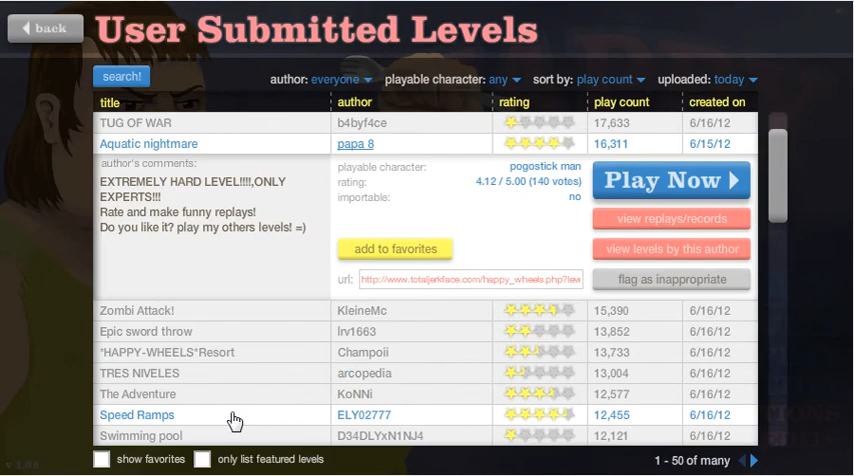 back
User Submitted Levels
search!
author: everyone playable character: any sort by: play count uploaded: today
title author rating play count created on
TUG OF WAR b4byf4ce 17,633 6/16/12
Aquatic nightmare papa 8 16,311 6/15/12
author's comments:
EXTREMELY HARD LEVEL!!!!,ONLY
EXPERTS!!!
Rate and make funny replays!
Do you like it? play my others levels! =)
playable character: pogostick man
rating: 4.12 / 5.00 (140 votes)
importable: no
add to favorites
url: http://www.totaljerkface.com/happy_wheels.php?lev
Play Now
view replays/records
view levels by this author
flag as inappropriate
Zombi Attack! KleineMc 15,390 6/16/12
Epic sword throw lrv1663 13,852 6/16/12
*HAPPY-WHEELS*Resort Champoii 13,733 6/16/12
TRES NIVELES arcopedia 13,004 6/16/12
The Adventure KoNNi 12,577 6/16/12
Speed Ramps ELY02777 12,455 6/16/12
Swimming pool D34DLYxN1NJ4 12,121 6/16/12
show favorites only list featured levels 1 - 50 of many